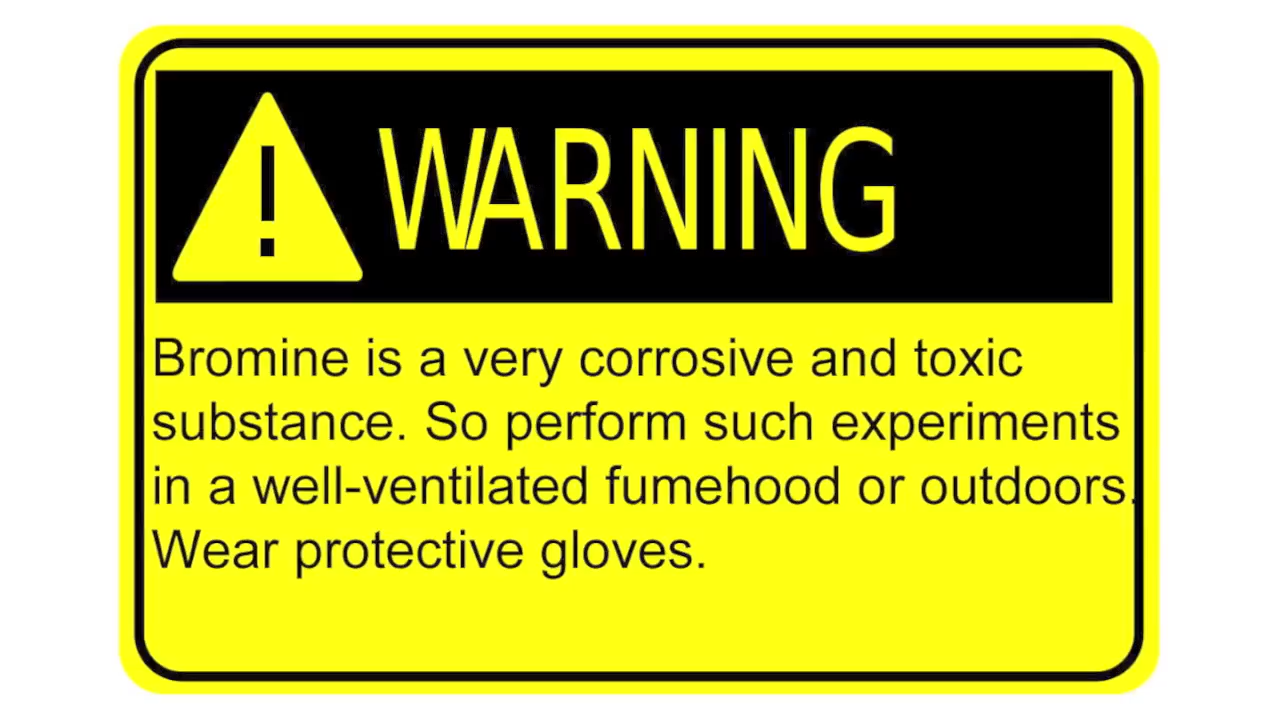 WARNING
Bromine is a very corrosive and toxic
substance. So perform such experiments
in a well-ventilated fumehood or outdoors.
Wear protective gloves.